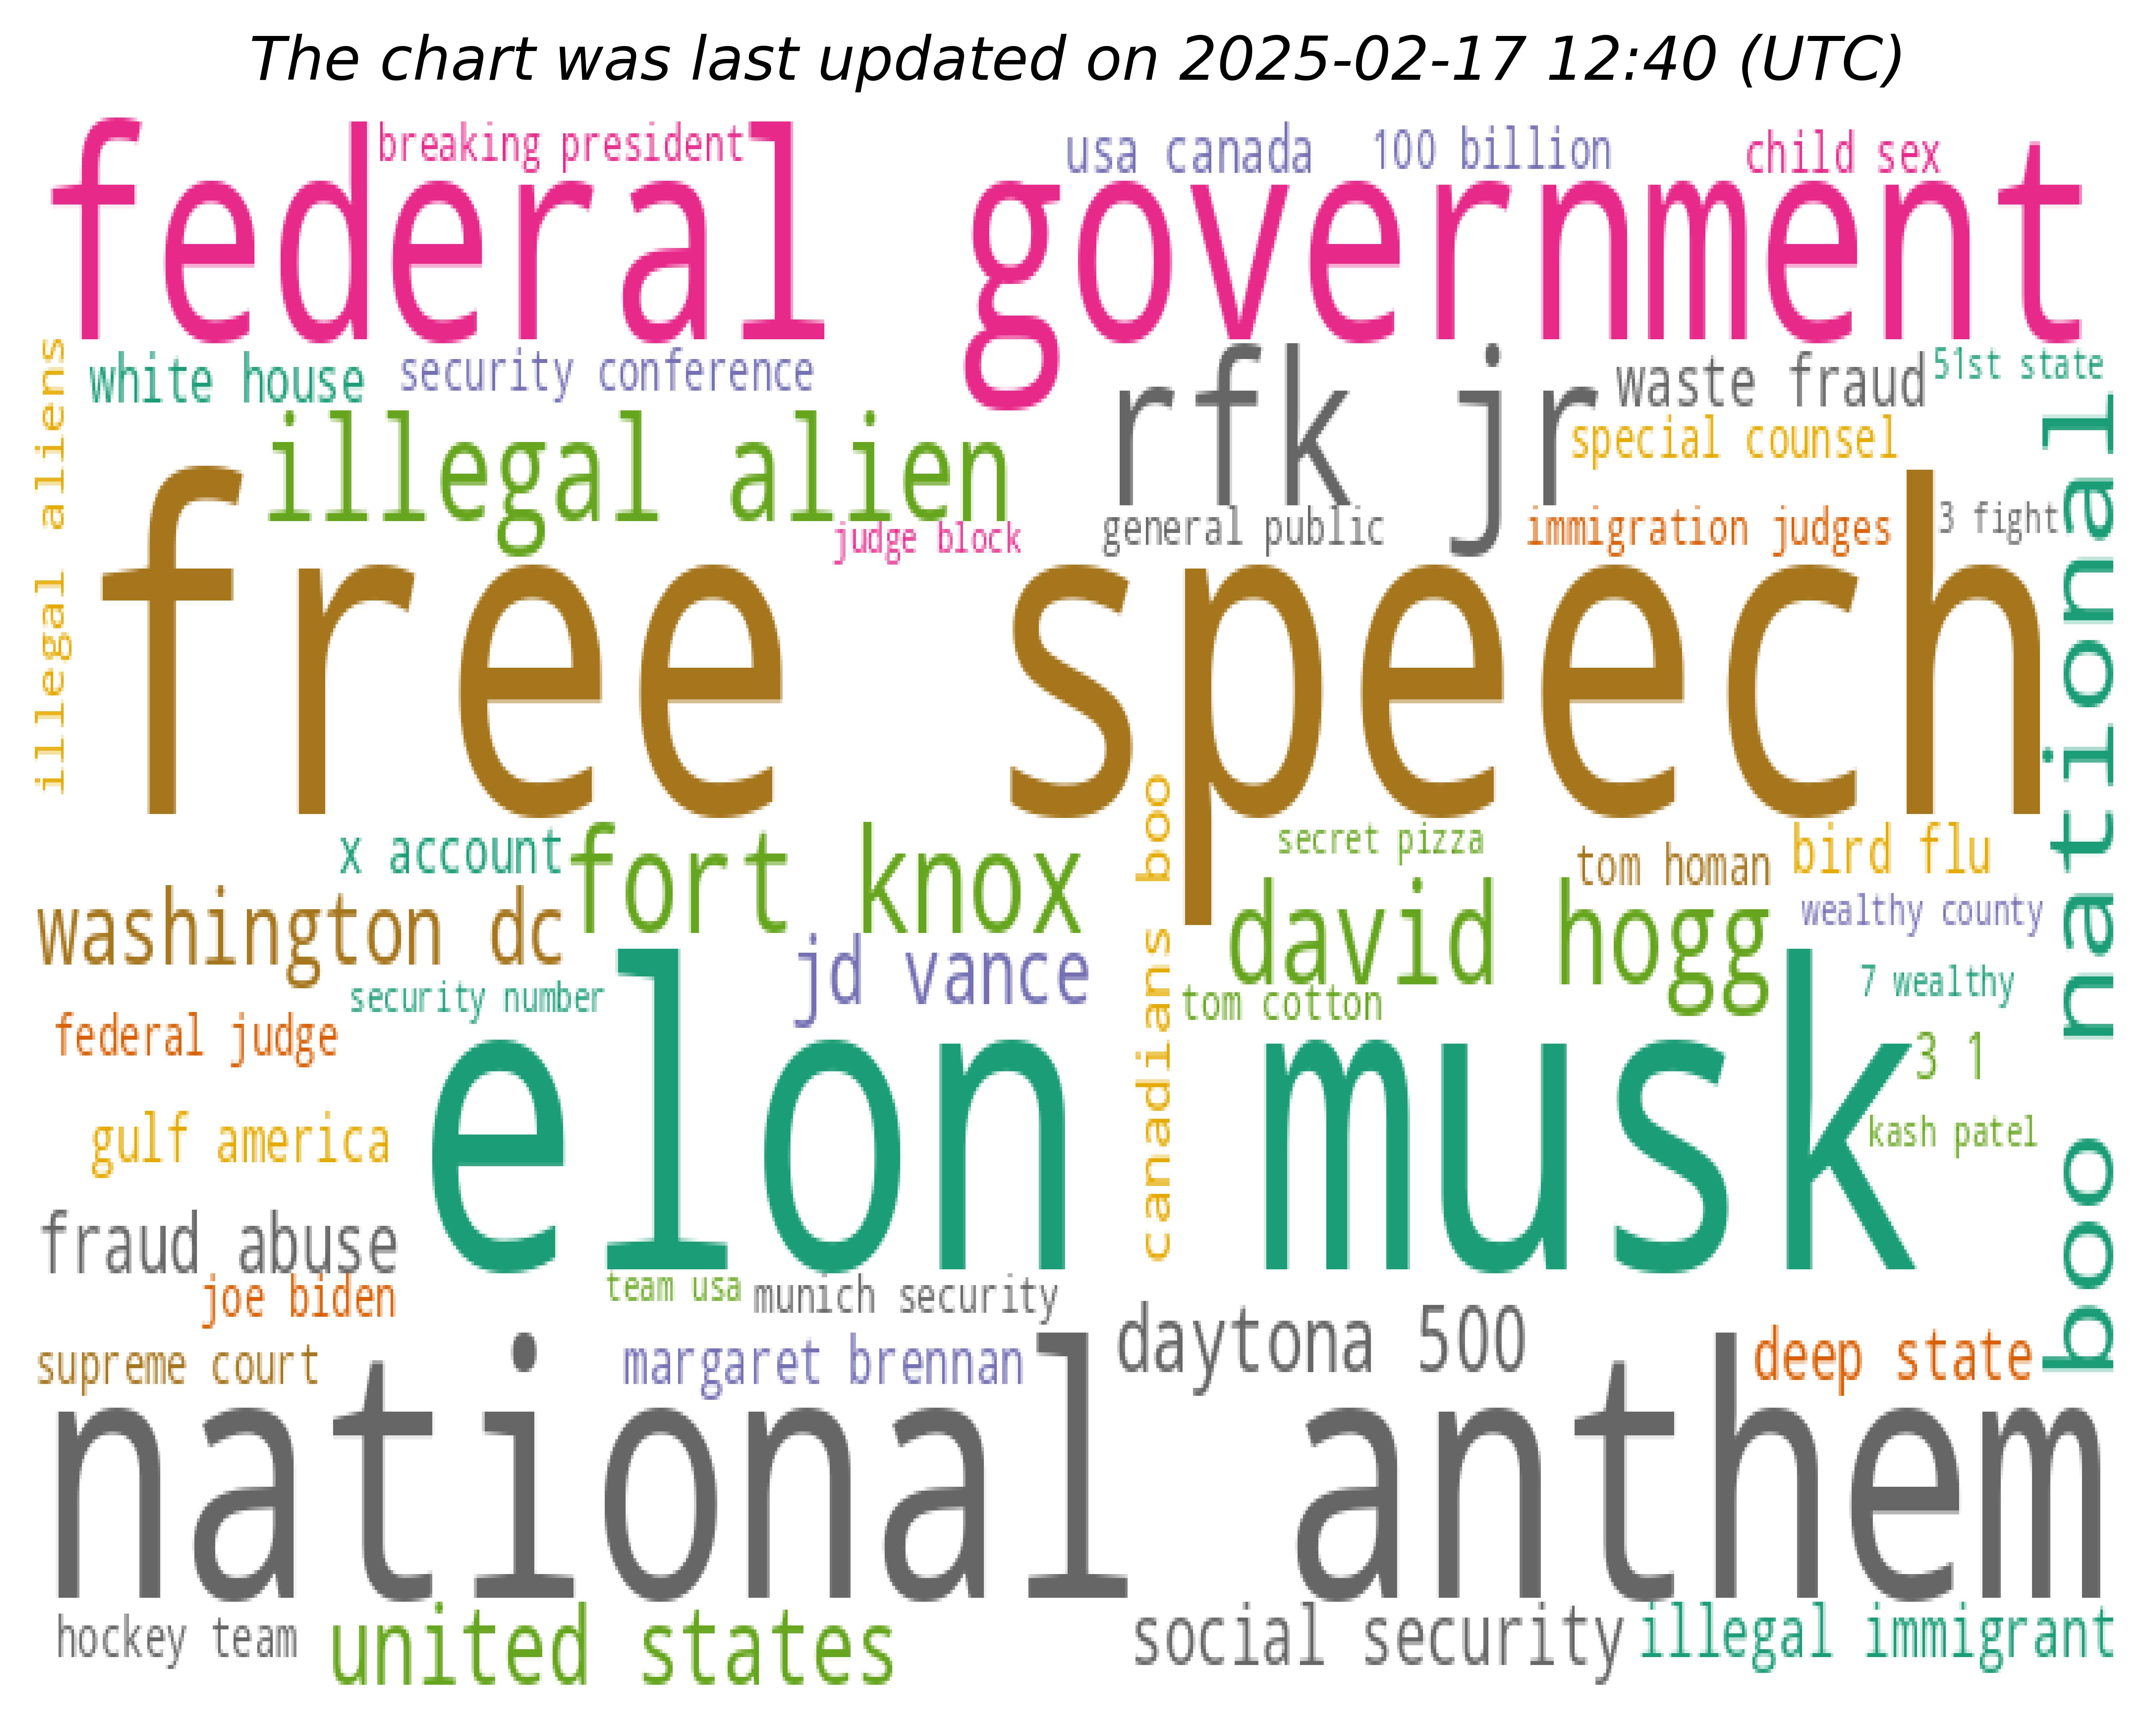 The chart was last updated on 2025-02-17 12:40 (UTC)
breaking president
usa canada
100 billion
child sex
federal government
white house
security conference
rfk jr
waste fraud
51st state
illegal aliens
illegal alien
special counsel
judge block
general public
immigration judges
3 fight
boo national
free speech
x account
fort knox
canadians boo
secret pizza
tom homan
bird flu
washington dc
jd vance
david hogg
wealthy county
security number
tom cotton
7 wealthy
federal judge
elon musk
3 1
gulf america
kash patel
fraud abuse
joe biden
team usa
munich security
supreme court
margaret brennan
daytona 500
deep state
national anthem
hockey team
united states
social security
illegal immigrant